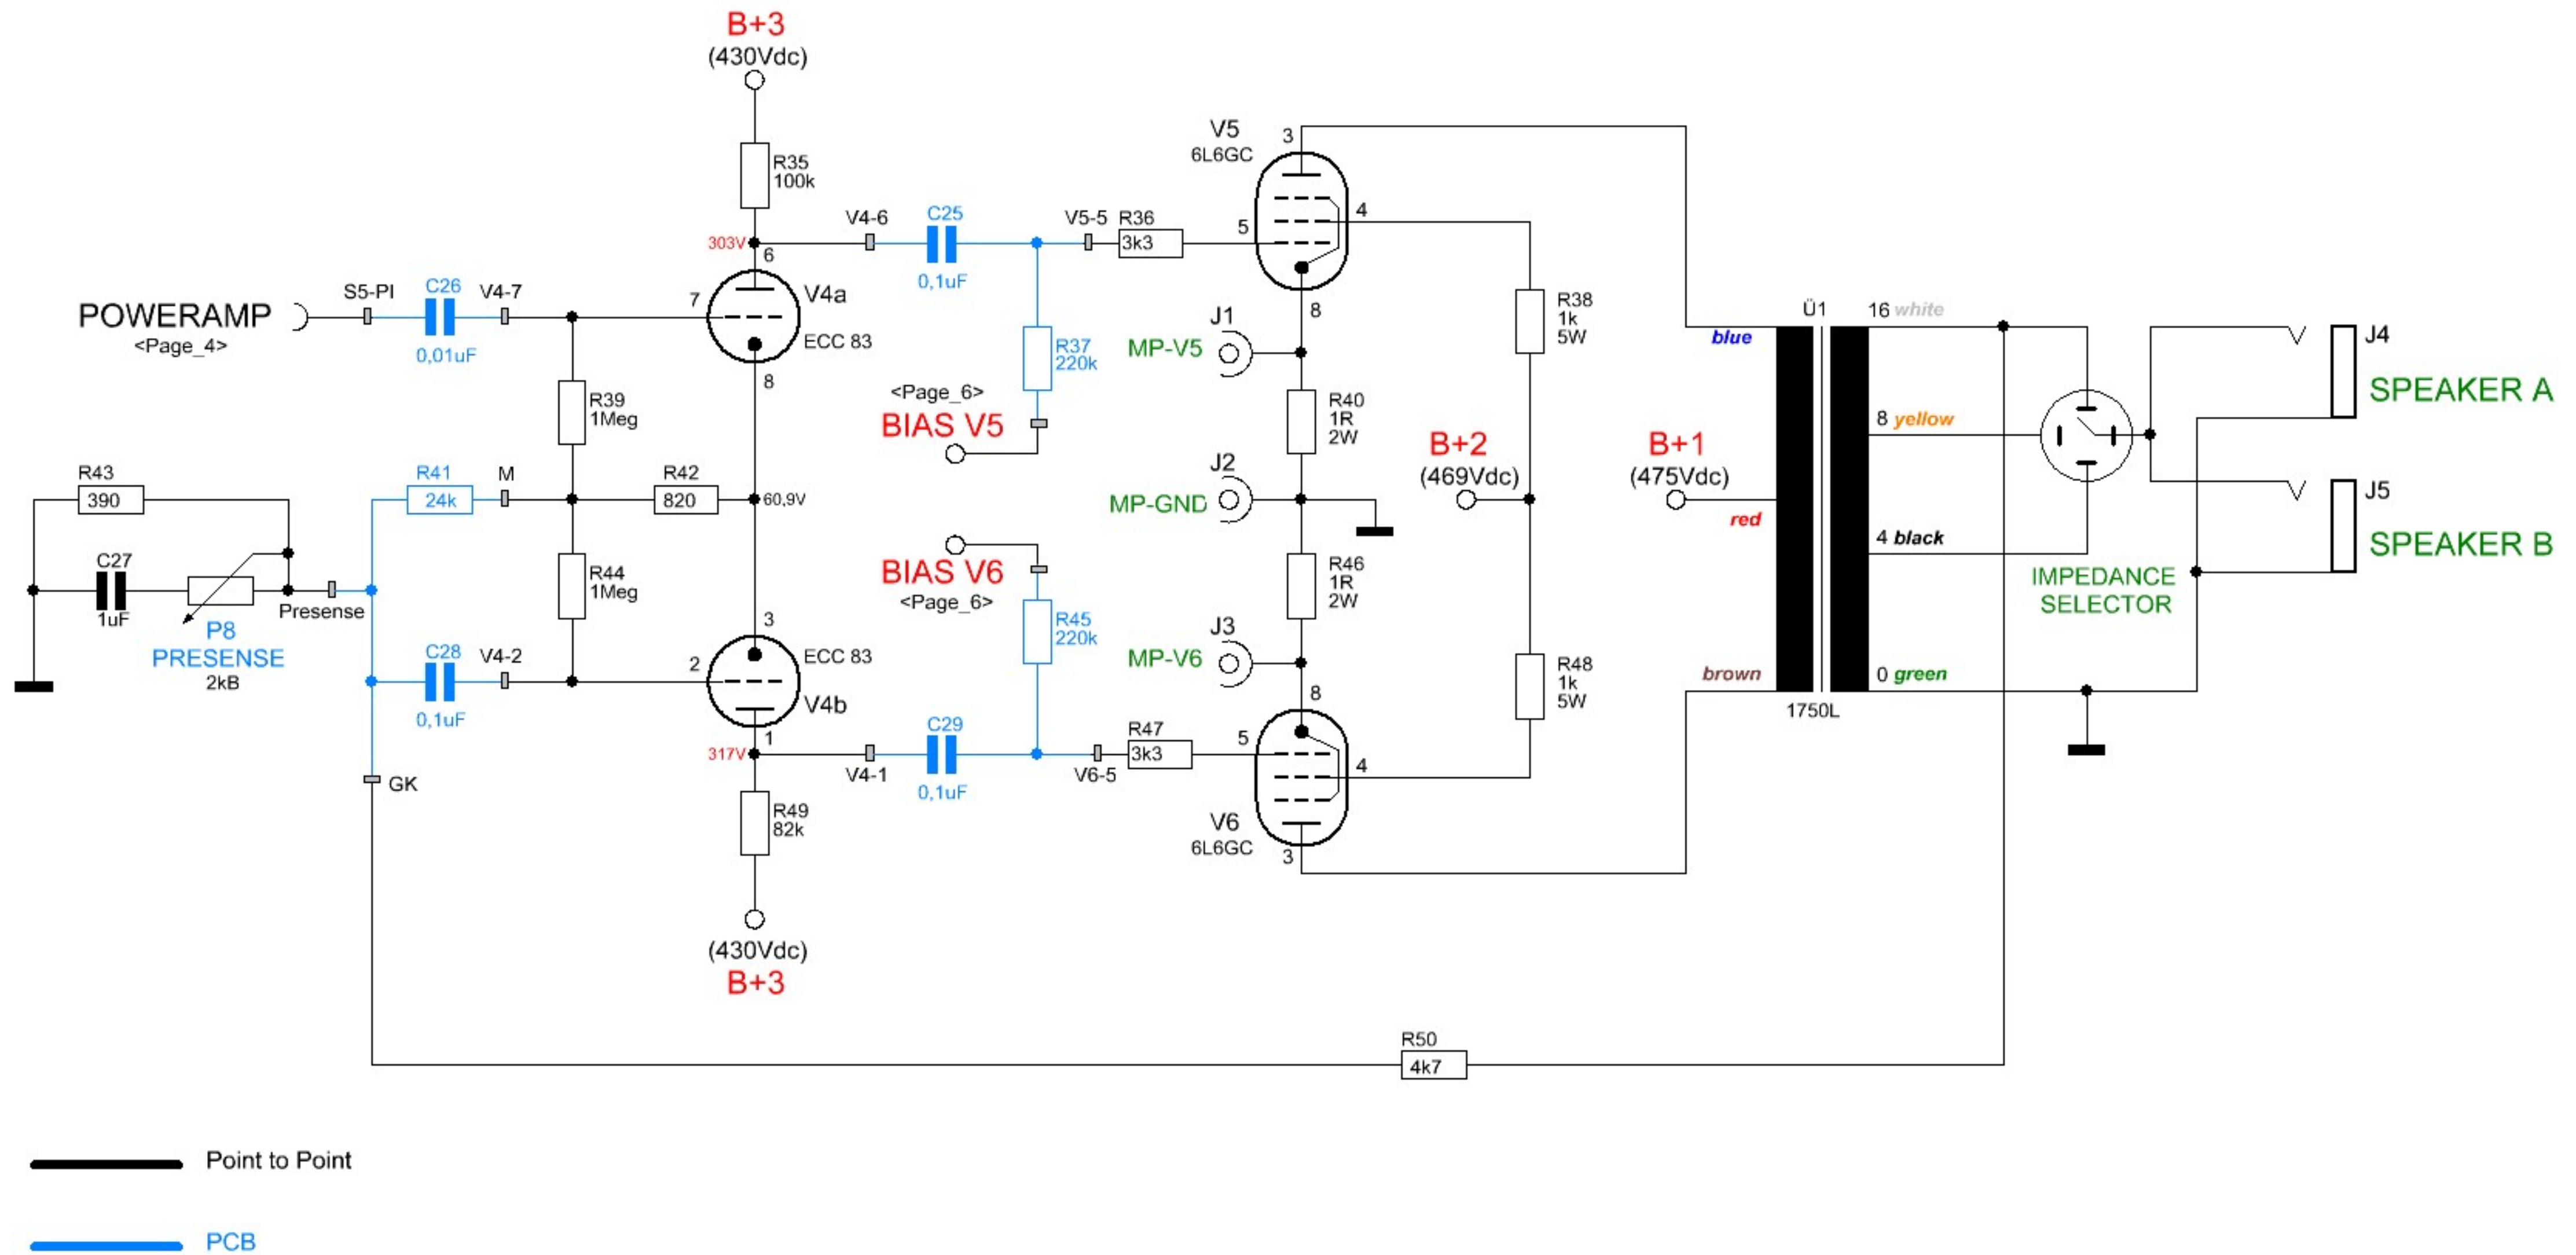 B+3
(430Vdc)
R35
100k
303V
6
V4-6
C25
0,1uF
V5-5
R36
3k3
5
V5
6L6GC
3
4
8
POWERAMP
<Page_4>
S5-PI
C26
0,01uF
V4-7
7
V4a
ECC 83
8
R39
1Meg
R37
220k
<Page_6>
BIAS V5
J1
MP-V5
R40
1R
2W
R38
1k
5W
B+2
(469Vdc)
B+1
(475Vdc)
blue
red
brown
Ü1
1750L
16 white
8 yellow
4 black
0 green
IMPEDANCE
SELECTOR
J4
SPEAKER A
J5
SPEAKER B
R43
390
R41
24k
M
R42
820
60,9V
J2
MP-GND
C27
1uF
P8
PRESENSE
2kB
Presense
R44
1Meg
BIAS V6
<Page_6>
R45
220k
R46
1R
2W
J3
MP-V6
8
R48
1k
5W
C28
0,1uF
V4-2
2
3
ECC 83
V4b
1
317V
V4-1
C29
0,1uF
V6-5
R47
3k3
5
4
V6
6L6GC
3
GK
R49
82k
(430Vdc)
B+3
R50
4k7
Point to Point
PCB